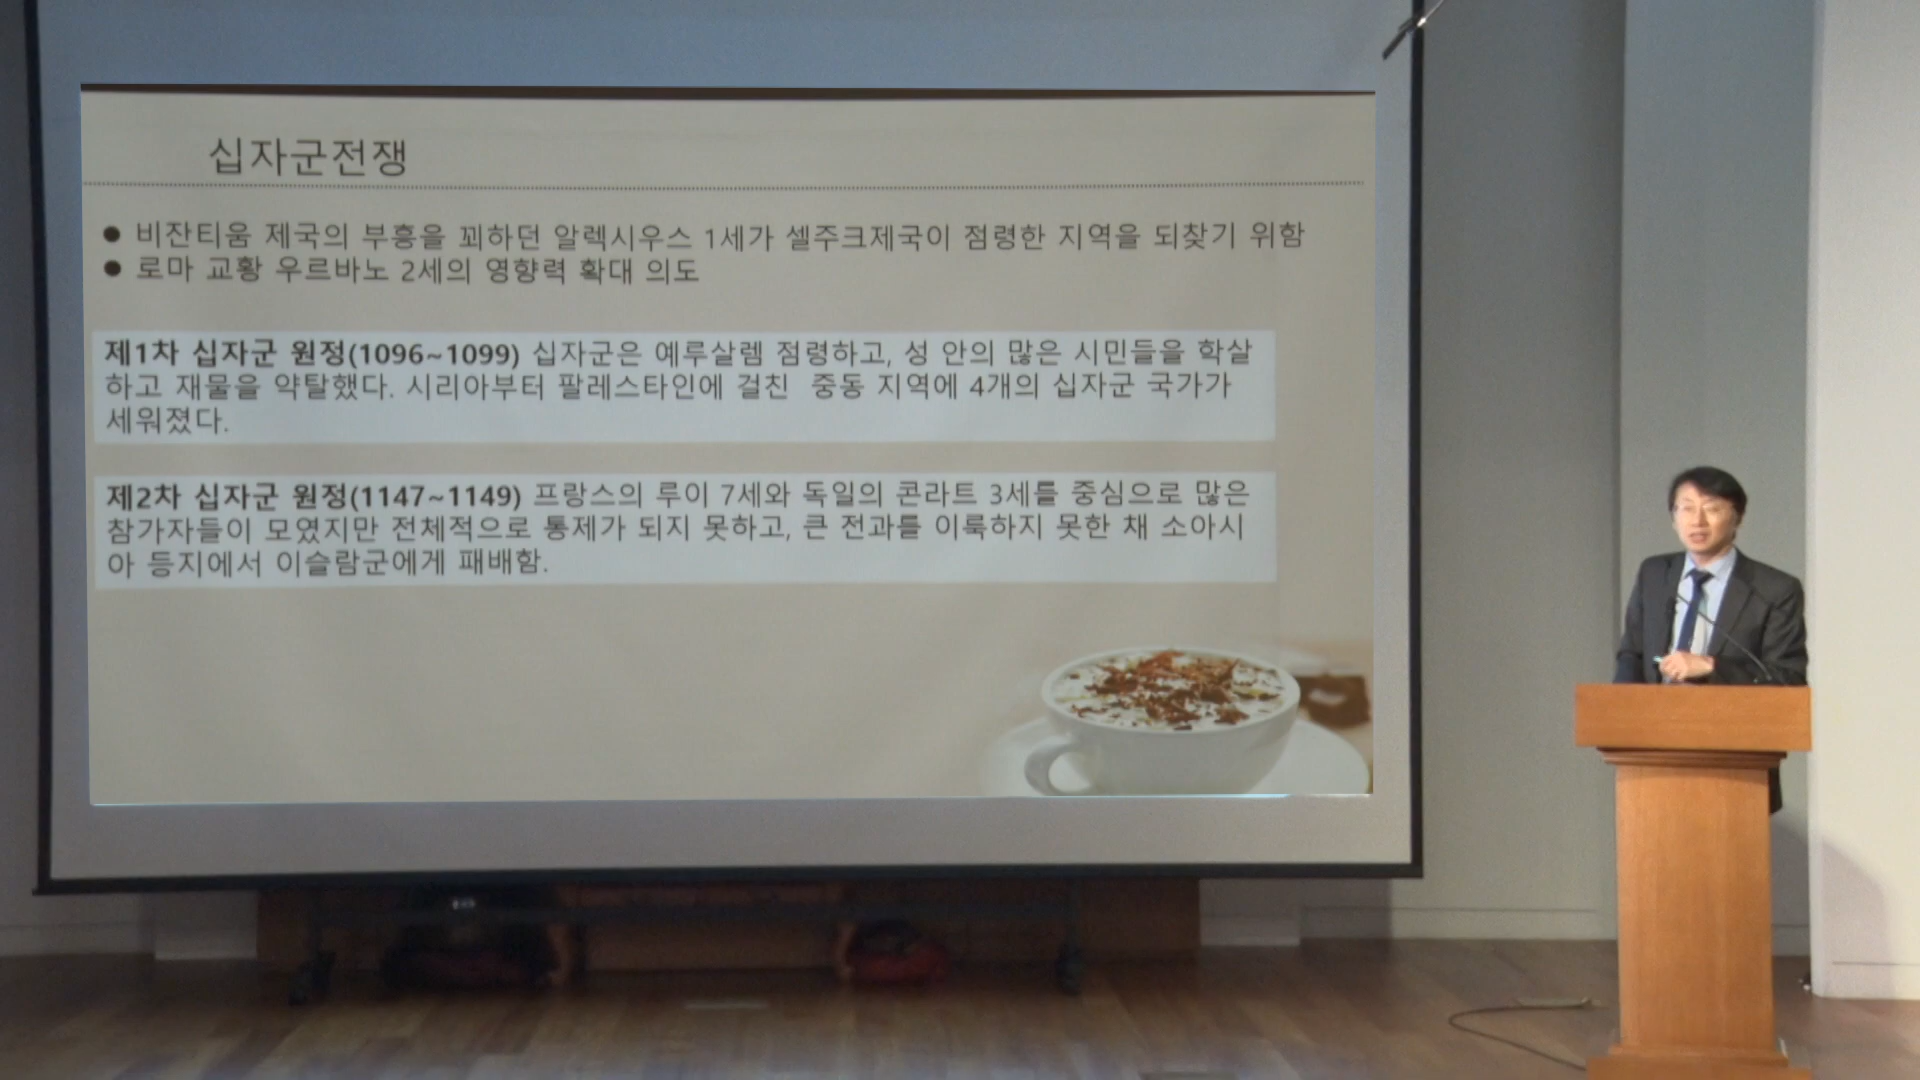 십자군전쟁
● 비잔티움 제국의 부흥을 꾀하던 알렉시우스 1세가 셀주크제국이 점령한 지역을 되찾기 위함
● 로마 교황 우르바노 2세의 영향력 확대 의도
제1차 십자군 원정(1096~1099) 십자군은 예루살렘 점령하고, 성 안의 많은 시민들을 학살
하고 재물을 약탈했다. 시리아부터 팔레스타인에 걸친 중동 지역에 4개의 십자군 국가가
세워졌다.
제2차 십자군 원정(1147~1149) 프랑스의 루이 7세와 독일의 콘라트 3세를 중심으로 많은
참가자들이 모였지만 전체적으로 통제가 되지 못하고, 큰 전과를 이룩하지 못한 채 소아시
아 등지에서 이슬람군에게 패배함.